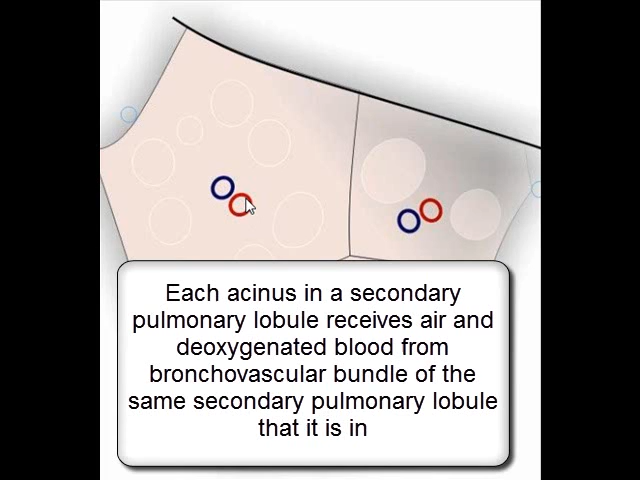 Each acinus in a secondary
pulmonary lobule receives air and
deoxygenated blood from
bronchovascular bundle of the
same secondary pulmonary lobule
that it is in